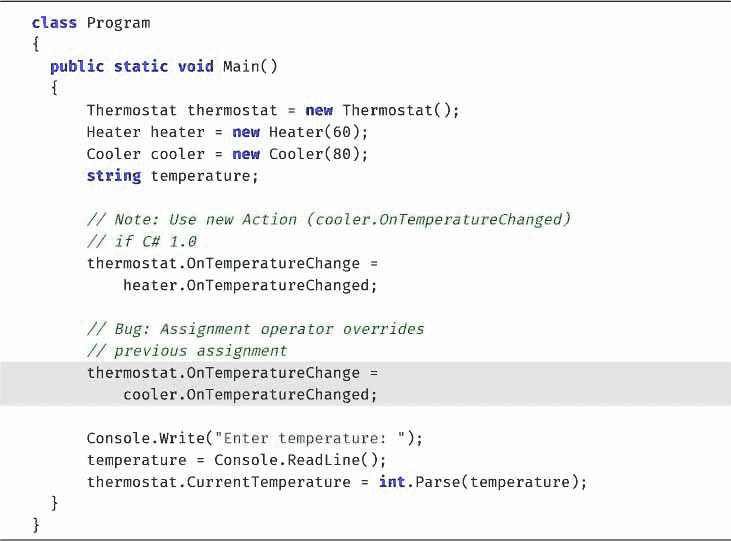 class Program
{
  public static void Main()
  {
      Thermostat thermostat = new Thermostat();
      Heater heater = new Heater(60);
      Cooler cooler = new Cooler(80);
      string temperature;

      // Note: Use new Action (cooler.OnTemperatureChanged)
      // if C# 1.0
      thermostat.OnTemperatureChange =
          heater.OnTemperatureChanged;

      // Bug: Assignment operator overrides
      // previous assignment
      thermostat.OnTemperatureChange =
          cooler.OnTemperatureChanged;

      Console.Write("Enter temperature: ");
      temperature = Console.ReadLine();
      thermostat.CurrentTemperature = int.Parse(temperature);
  }
}